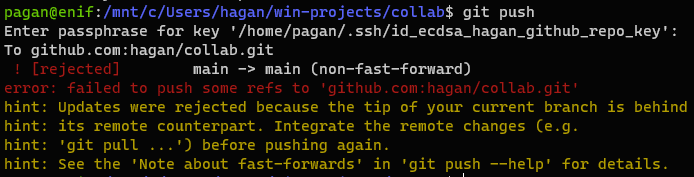 pagan@enif:/mnt/c/Users/hagan/win-projects/collab$ git push
Enter passphrase for key '/home/pagan/.ssh/id_ecdsa_hagan_github_repo_key':
To github.com:hagan/collab.git
 ! [rejected]        main -> main (non-fast-forward)
error: failed to push some refs to 'github.com:hagan/collab.git'
hint: Updates were rejected because the tip of your current branch is behind
hint: its remote counterpart. Integrate the remote changes (e.g.
hint: 'git pull ...') before pushing again.
hint: See the 'Note about fast-forwards' in 'git push --help' for details.